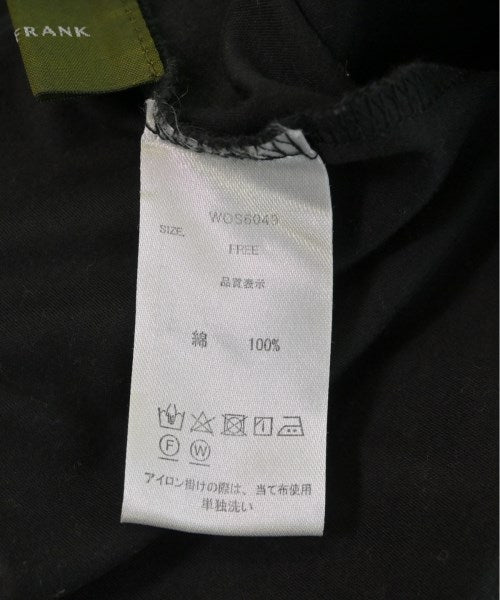 FRANK
WOS6049
SIZE.
FREE
品質表示
綿 100%
F W
アイロン掛けの際は、当て布使用
単独洗い